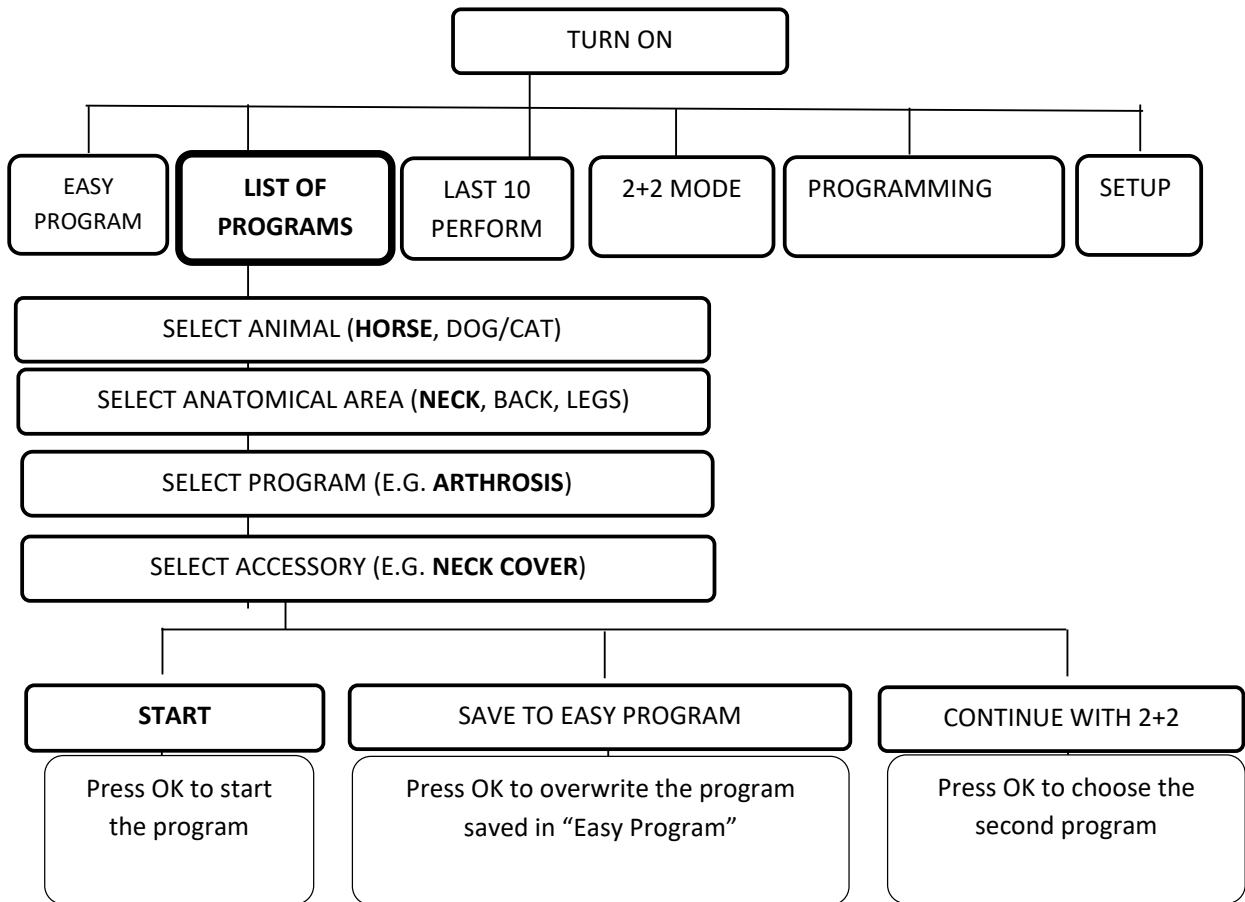 TURN ON
EASY
PROGRAM
LIST OF
PROGRAMS
LAST 10
PERFORM
2+2 MODE
PROGRAMMING
SETUP
SELECT ANIMAL (HORSE, DOG/CAT)
SELECT ANATOMICAL AREA (NECK, BACK, LEGS)
SELECT PROGRAM (E.G. ARTHROSIS)
SELECT ACCESSORY (E.G. NECK COVER)
START
Press OK to start
the program
SAVE TO EASY PROGRAM
Press OK to overwrite the program
saved in “Easy Program”
CONTINUE WITH 2+2
Press OK to choose the
second program